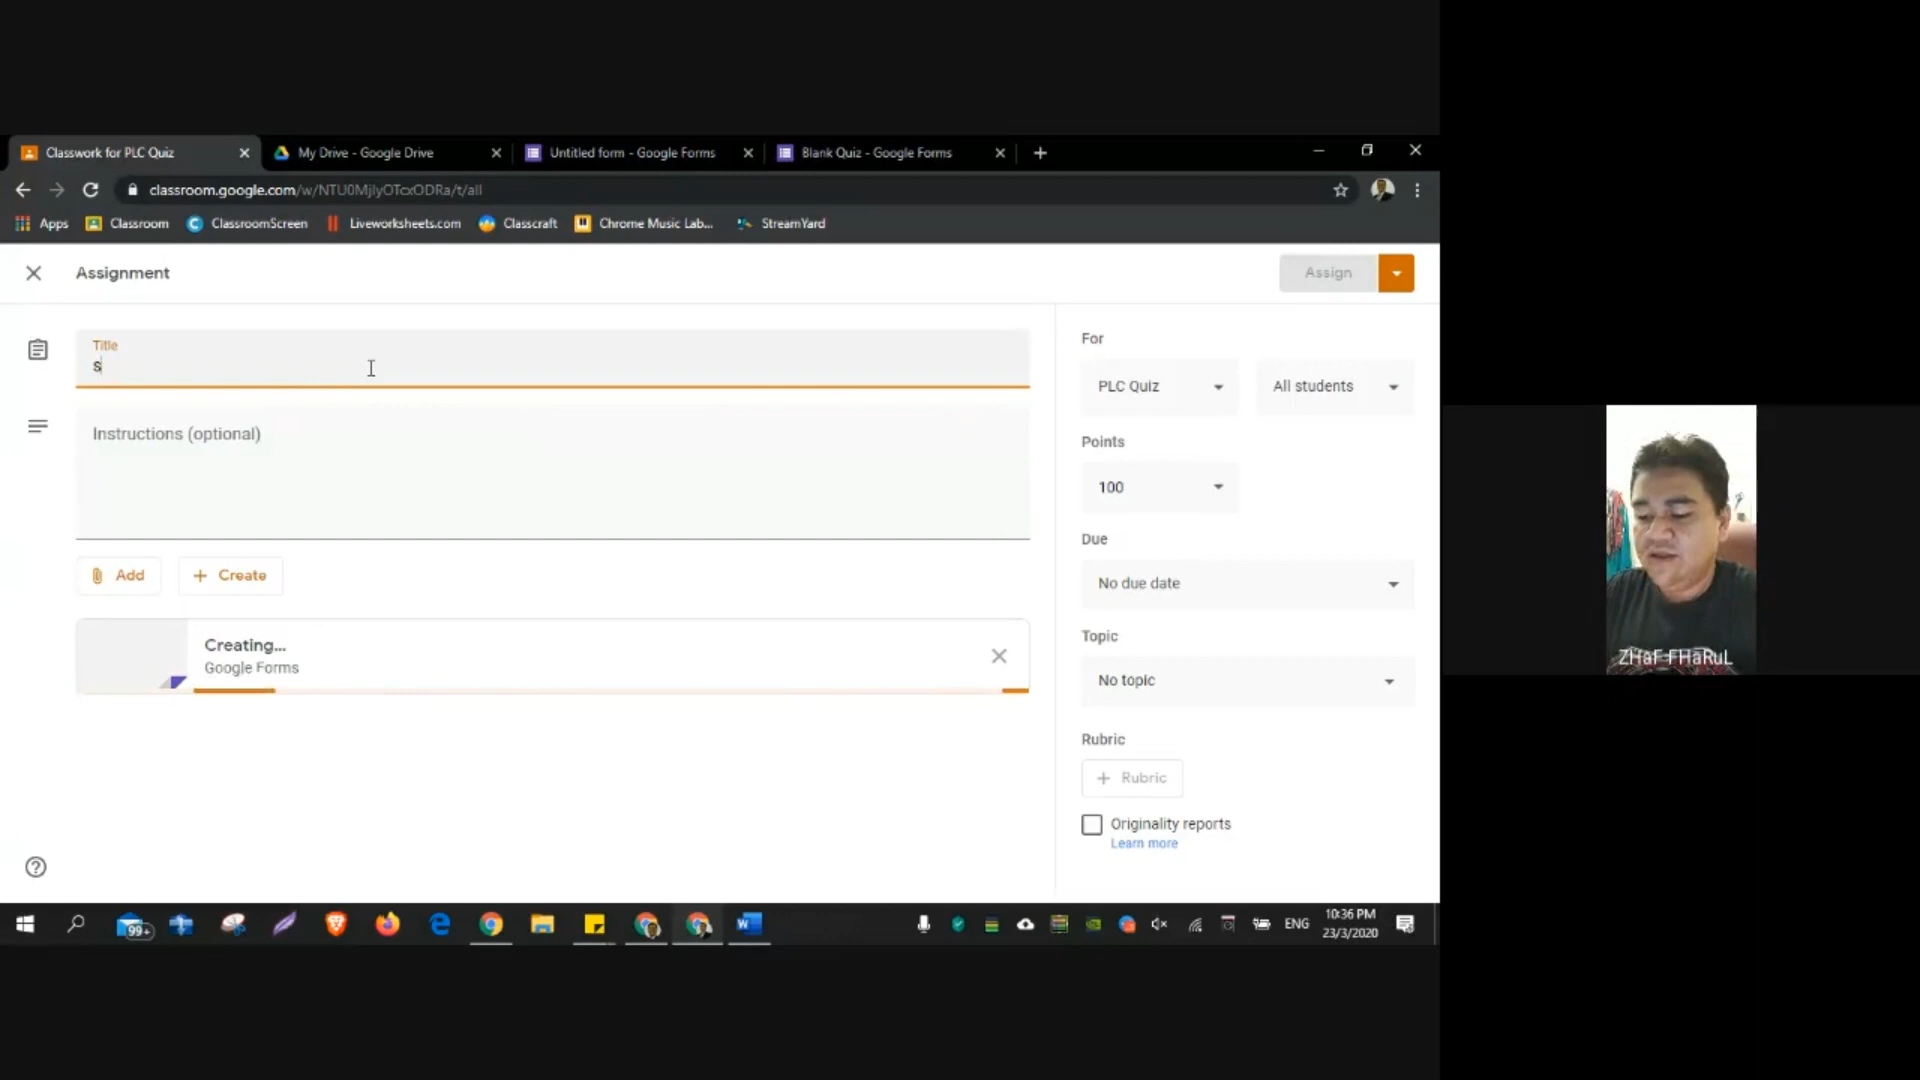 Classwork for PLC Quiz
My Drive - Google Drive
Untitled form - Google Forms
Blank Quiz - Google Forms
classroom.google.com/w/NTU0MjIyOTcxODRa/t/all
Apps
Classroom
ClassroomScreen
Liveworksheets.com
Classcraft
Chrome Music Lab...
StreamYard
Assignment
Assign
Title
s
Instructions (optional)
Add
Create
Creating...
Google Forms
For
PLC Quiz
All students
Points
100
Due
No due date
Topic
No topic
Rubric
Rubric
Originality reports
Learn more
ZHaF FHaRuL
99+
ENG
10:36 PM
23/3/2020